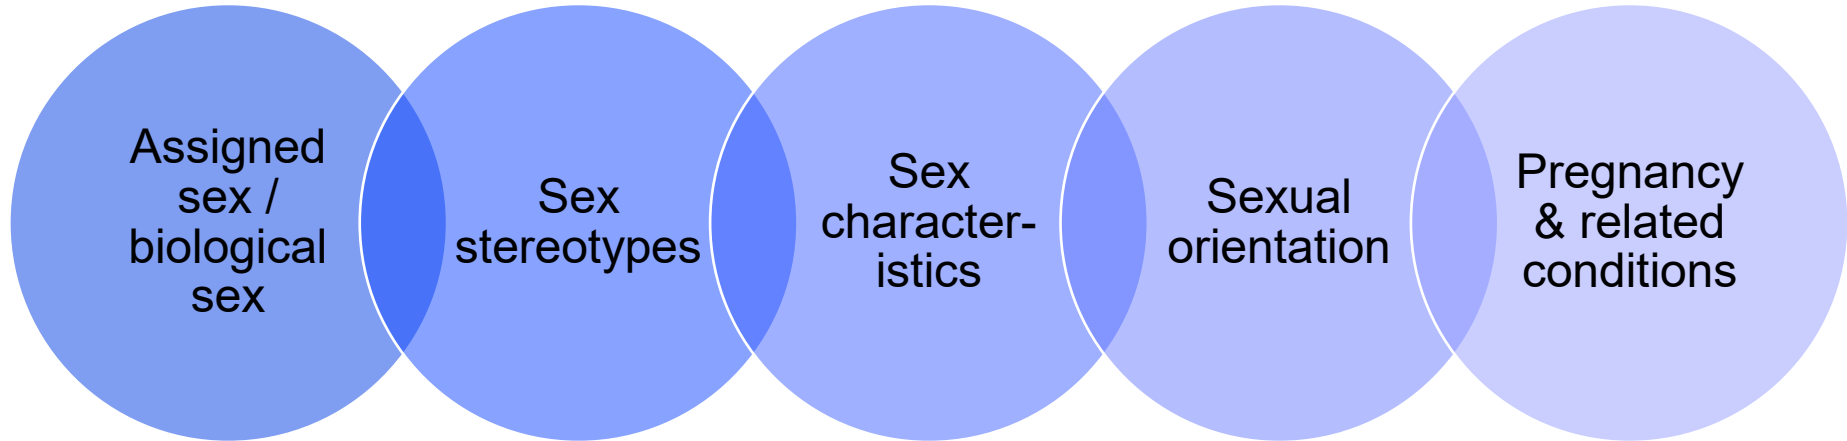 Assigned
sex /
biological
sex
Sex
stereotypes
Sex
character-
istics
Sexual
orientation
Pregnancy
& related
conditions